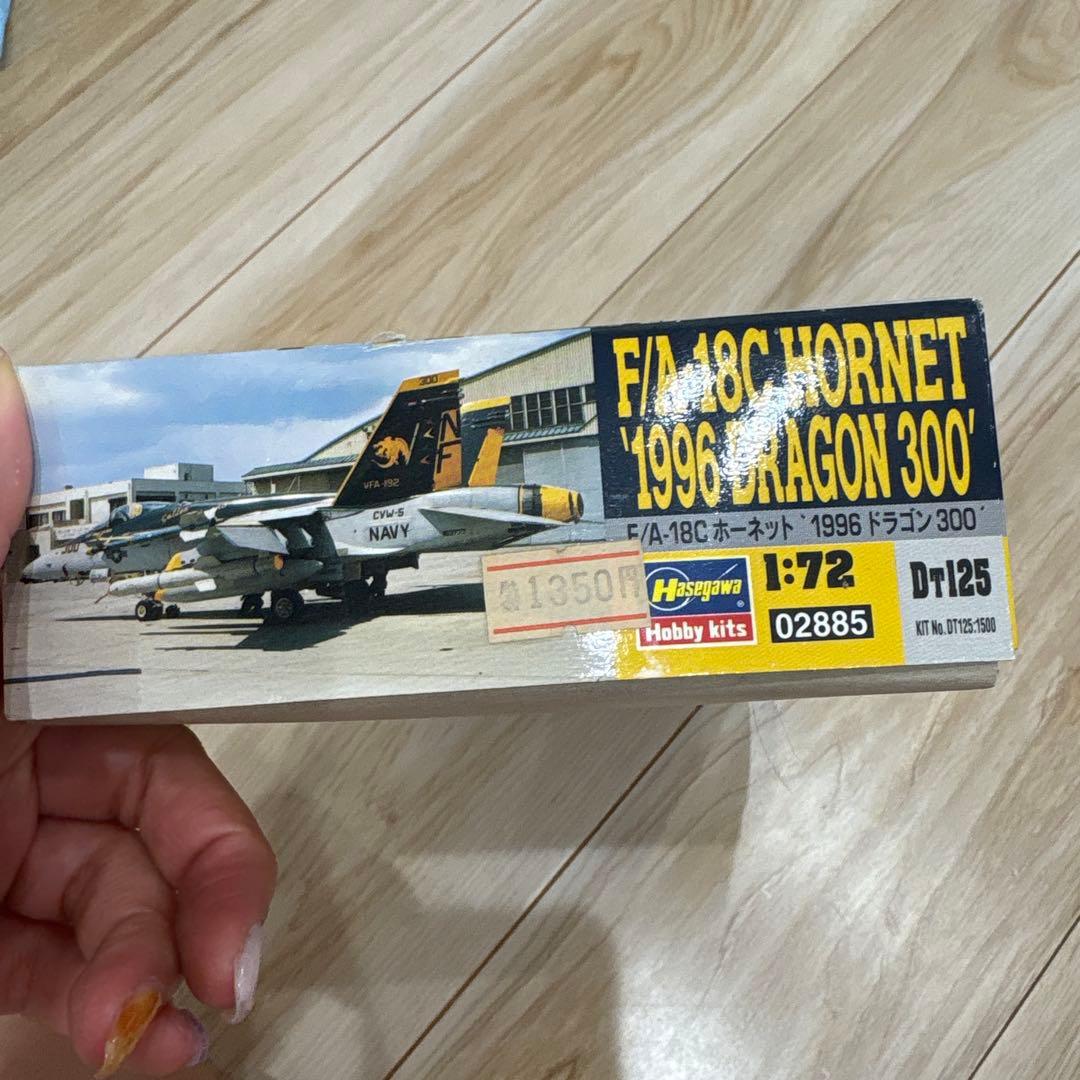 F/A-18C HORNET
'1996 DRAGON 300'
F/A-18C ホーネット '1996 ドラゴン 300'
Hasegawa
Hobby kits
1:72
02885
DT125
KIT No.DT125:1500
1350円
300
NF
VFA-192
CVW-5
NAVY
300